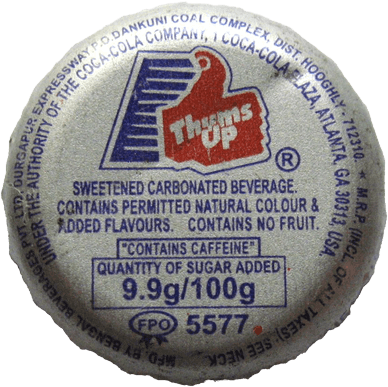 MFD. BY BENGAL BEVERAGES PVT. LTD. DURGAPUR EXPRESSWAY P.O. DANKUNI COAL COMPLEX, DIST. HOOGHLY - 712310. * M.R.P. (INCL. OF ALL TAXES): SEE NECK.
UNDER THE AUTHORITY OF THE COCA-COLA COMPANY, 1 COCA-COLA PLAZA, ATLANTA, GA 30313, USA.
Thums
UP
®
SWEETENED CARBONATED BEVERAGE.
CONTAINS PERMITTED NATURAL COLOUR &
ADDED FLAVOURS. CONTAINS NO FRUIT.
"CONTAINS CAFFEINE"
QUANTITY OF SUGAR ADDED
9.9g/100g
FPO 5577